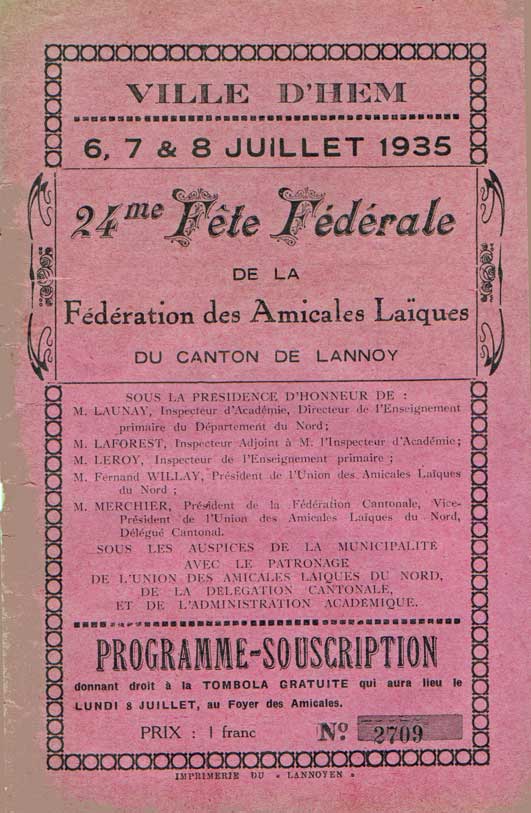 VILLE D'HEM
6, 7 & 8 JUILLET 1935
24me Fête Fédérale
DE LA
Fédération des Amicales Laïques
DU CANTON DE LANNOY
SOUS LA PRESIDENCE D'HONNEUR DE :
M. LAUNAY, Inspecteur d'Académie, Directeur de l'Enseignement
primaire du Département du Nord ;
M. LAFOREST, Inspecteur Adjoint à M. l'Inspecteur d'Académie ;
M. LEROY, Inspecteur de l'Enseignement primaire ;
M. Fernand WILLAY, Président de l'Union des Amicales Laïques
du Nord ;
M. MERCHIER, Président de la Fédération Cantonale, Vice-
Président de l'Union des Amicales Laïques du Nord,
Délégué Cantonal.
SOUS LES AUSPICES DE LA MUNICIPALITÉ
AVEC LE PATRONAGE
DE L'UNION DES AMICALES LAIQUES DU NORD,
DE LA DÉLÉGATION CANTONALE,
ET DE L'ADMINISTRATION ACADÉMIQUE.
PROGRAMME-SOUSCRIPTION
donnant droit à la TOMBOLA GRATUITE qui aura lieu le
LUNDI 8 JUILLET, au Foyer des Amicales.
PRIX : 1 franc No 2709
IMPRIMERIE DU « LANNOYEN »